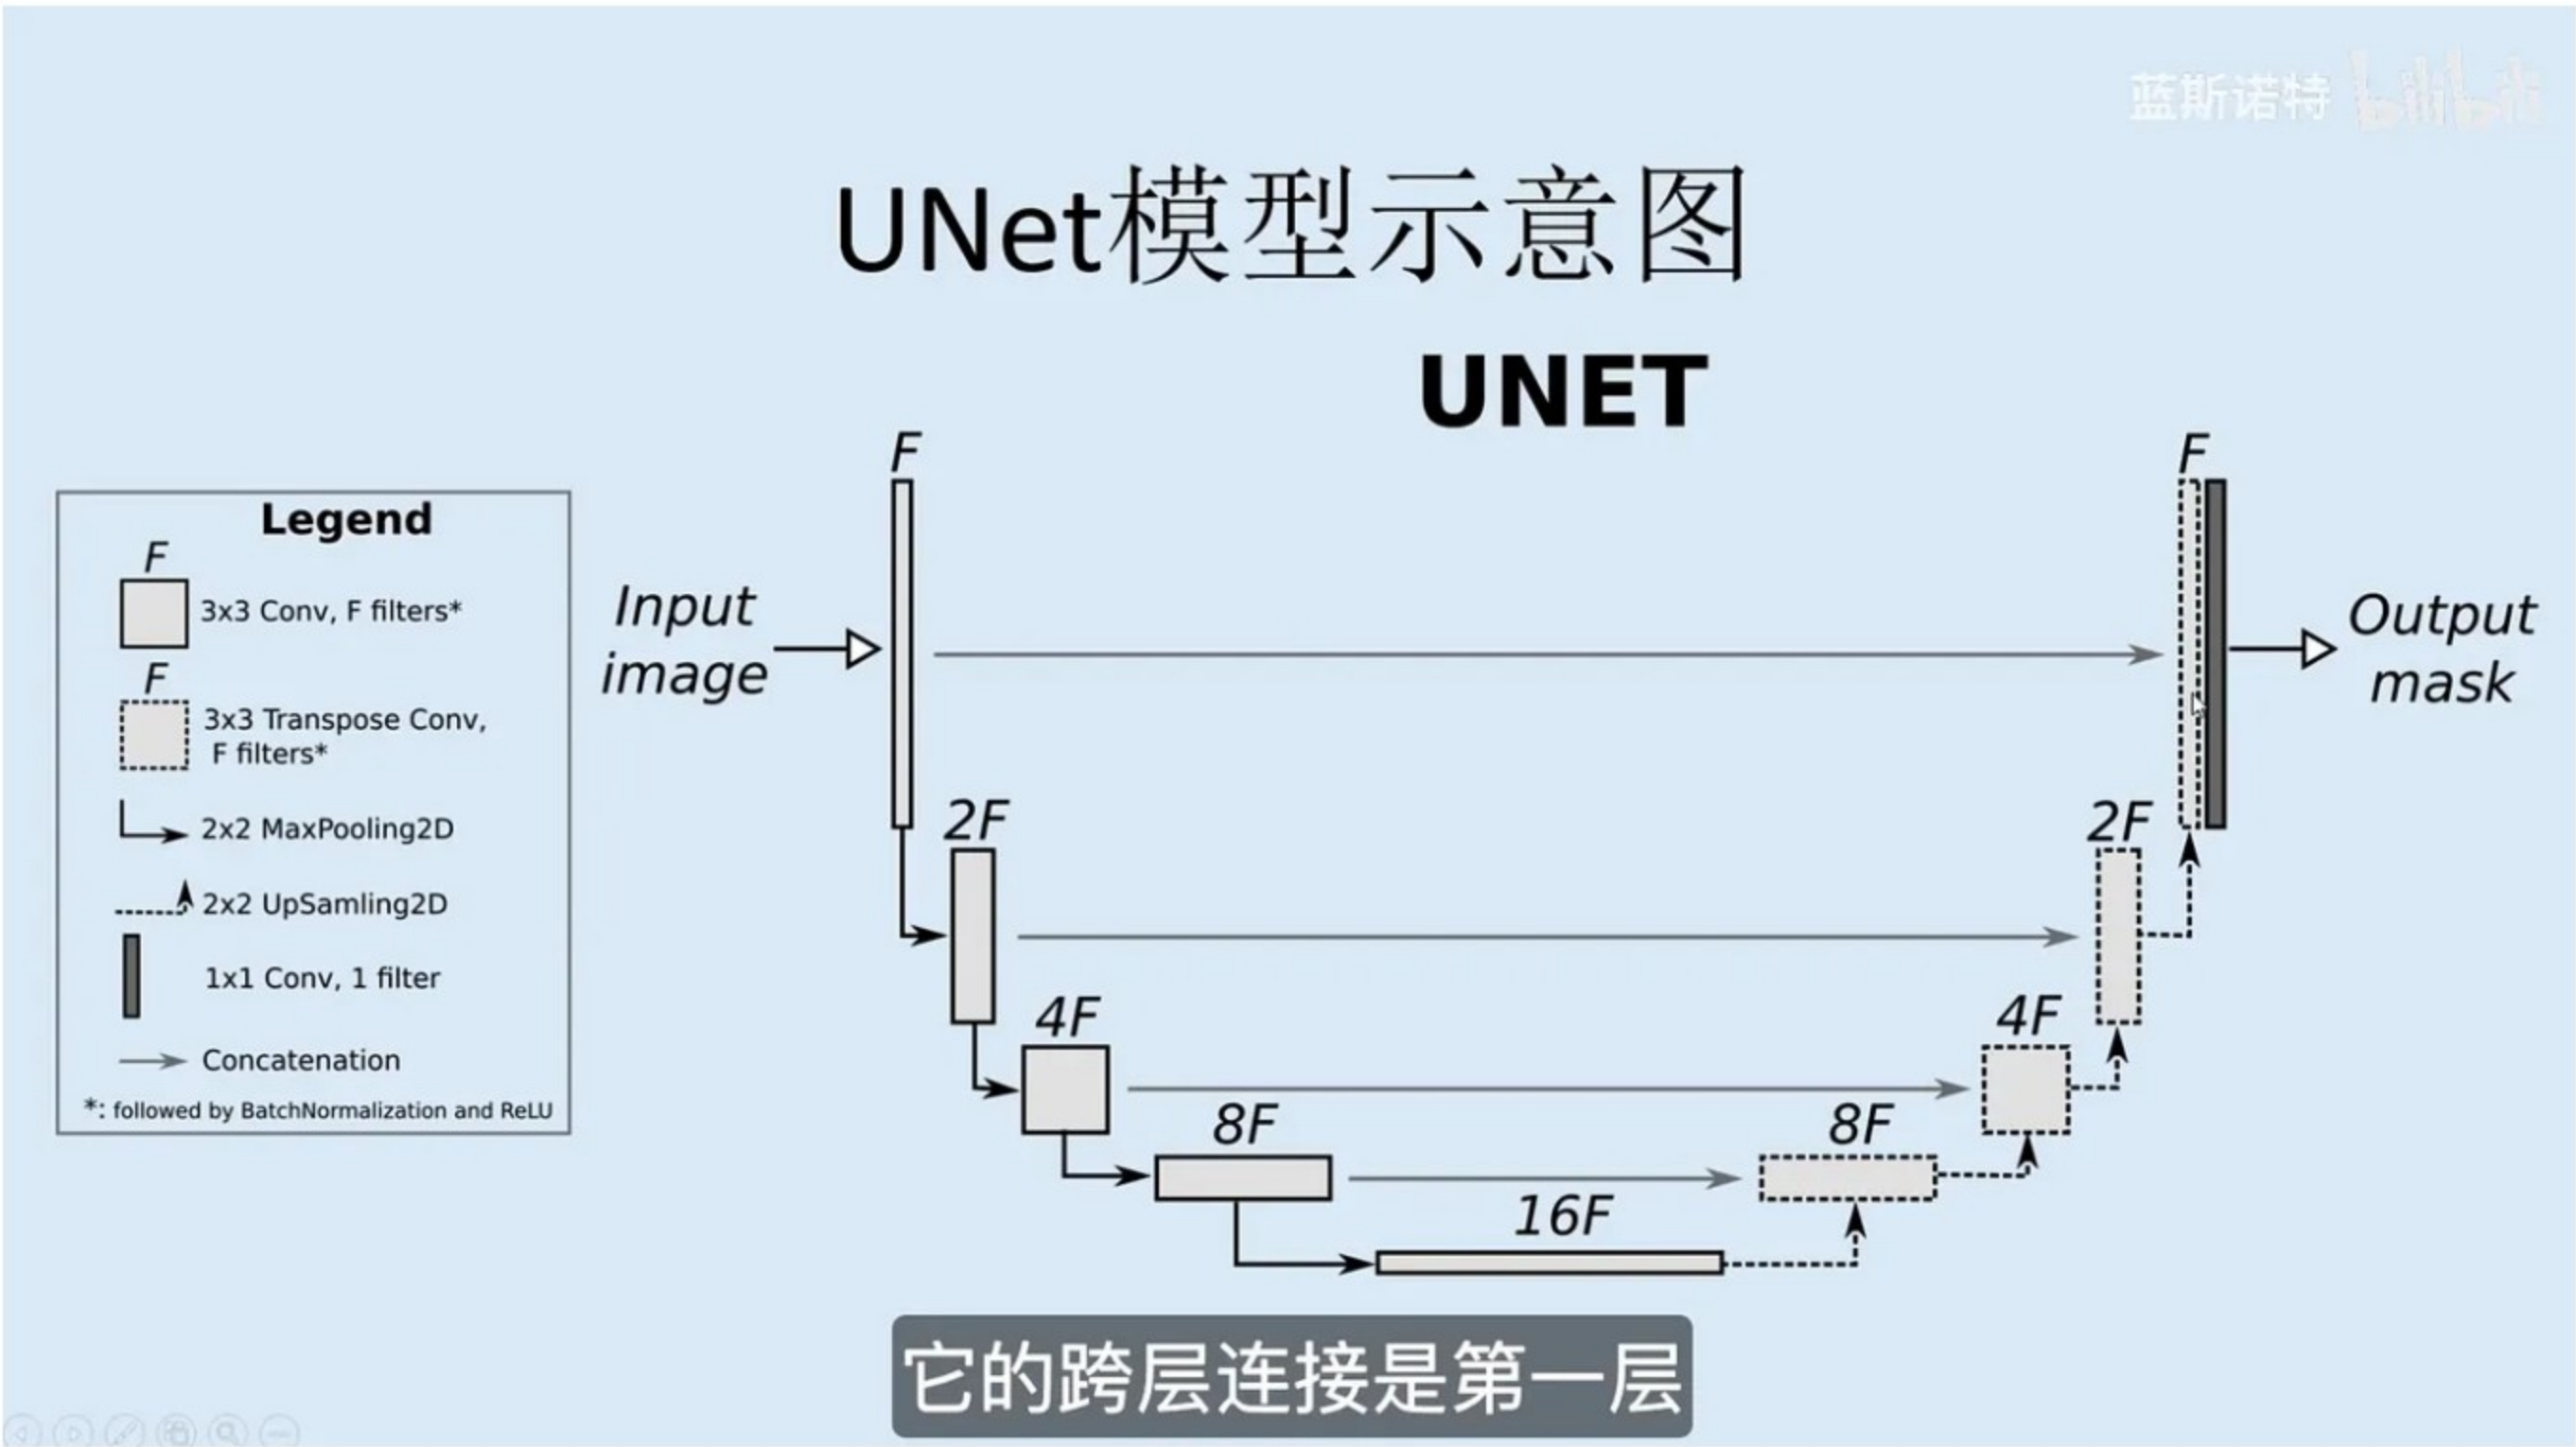 蓝斯诺特 bilibili
UNet模型示意图
UNET
Legend
F
3x3 Conv, F filters*
F
3x3 Transpose Conv,
F filters*
2x2 MaxPooling2D
2x2 UpSamling2D
1x1 Conv, 1 filter
Concatenation
*: followed by BatchNormalization and ReLU
Input
image
F
2F
4F
8F
16F
8F
4F
2F
F
Output
mask
它的跨层连接是第一层